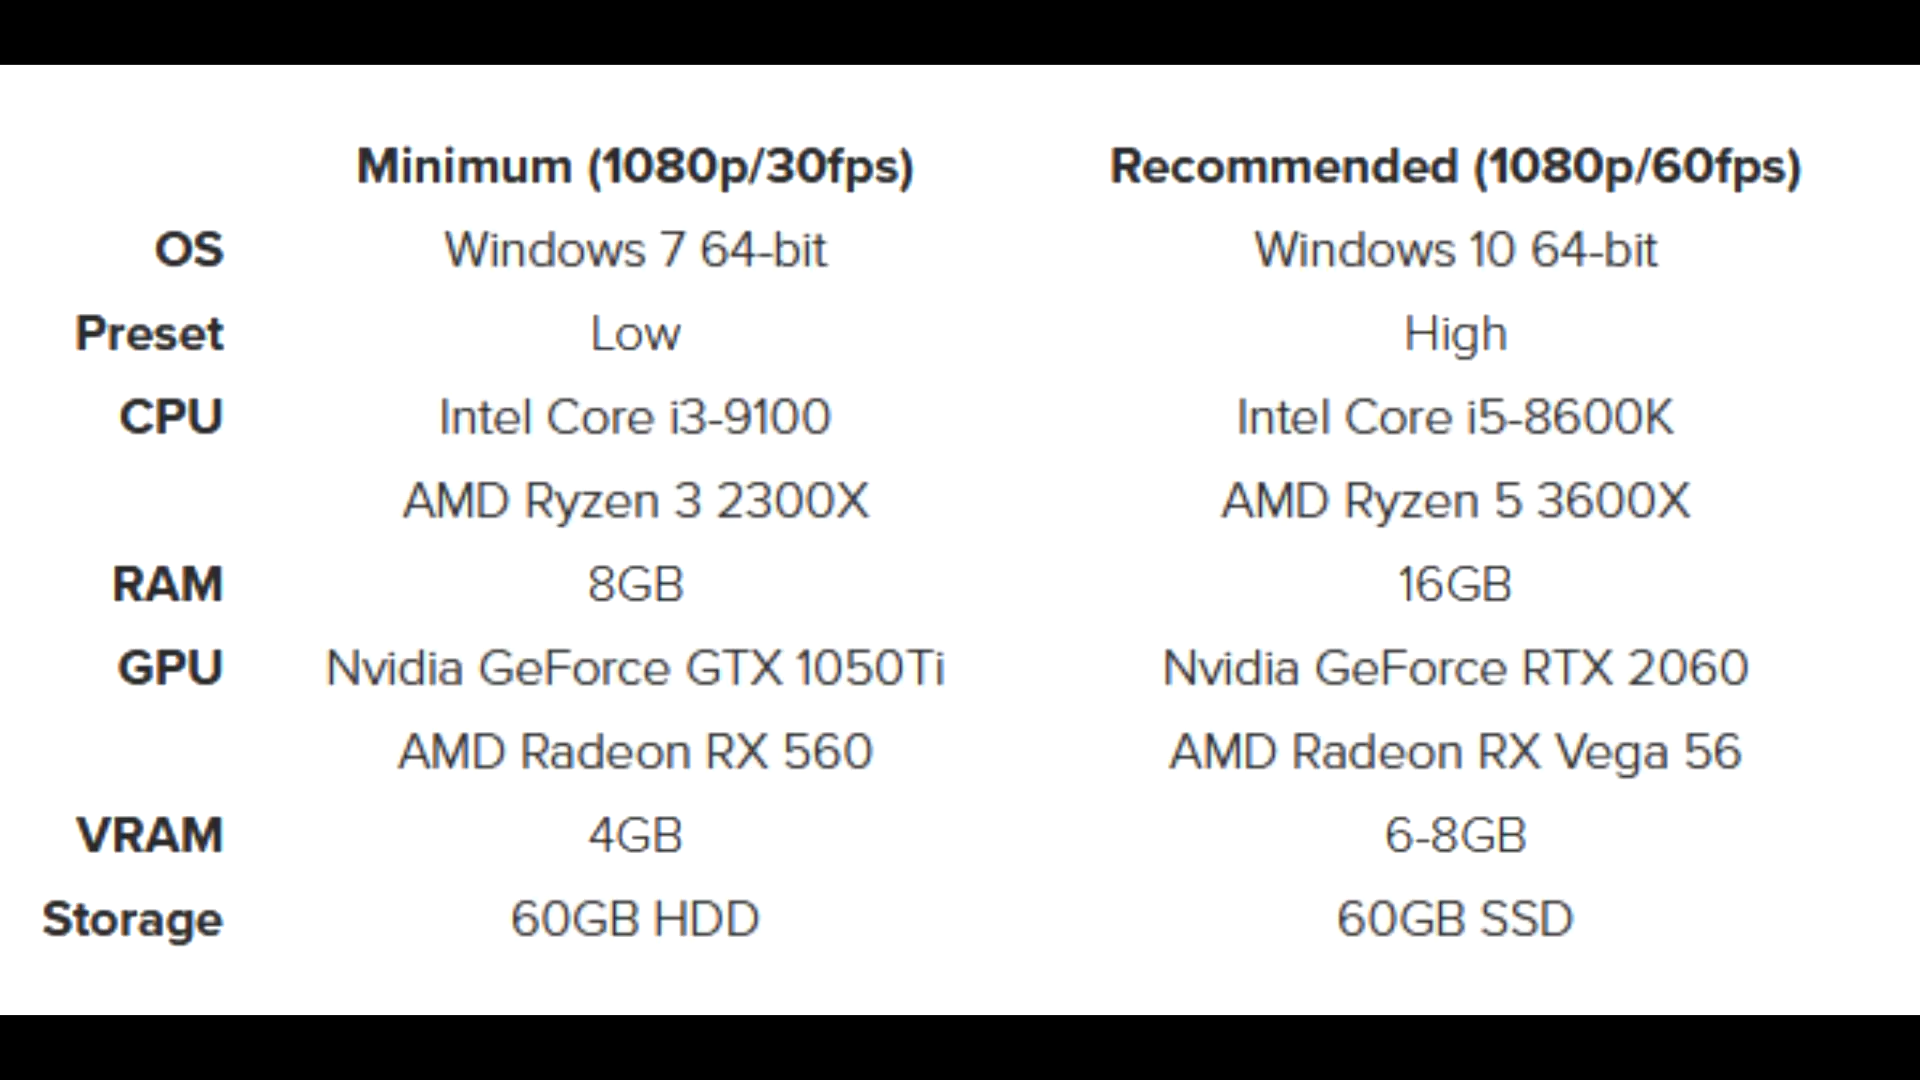 Minimum (1080p/30fps) Recommended (1080p/60fps)
OS Windows 7 64-bit Windows 10 64-bit
Preset Low High
CPU Intel Core i3-9100 Intel Core i5-8600K
AMD Ryzen 3 2300X AMD Ryzen 5 3600X
RAM 8GB 16GB
GPU Nvidia GeForce GTX 1050Ti Nvidia GeForce RTX 2060
AMD Radeon RX 560 AMD Radeon RX Vega 56
VRAM 4GB 6-8GB
Storage 60GB HDD 60GB SSD